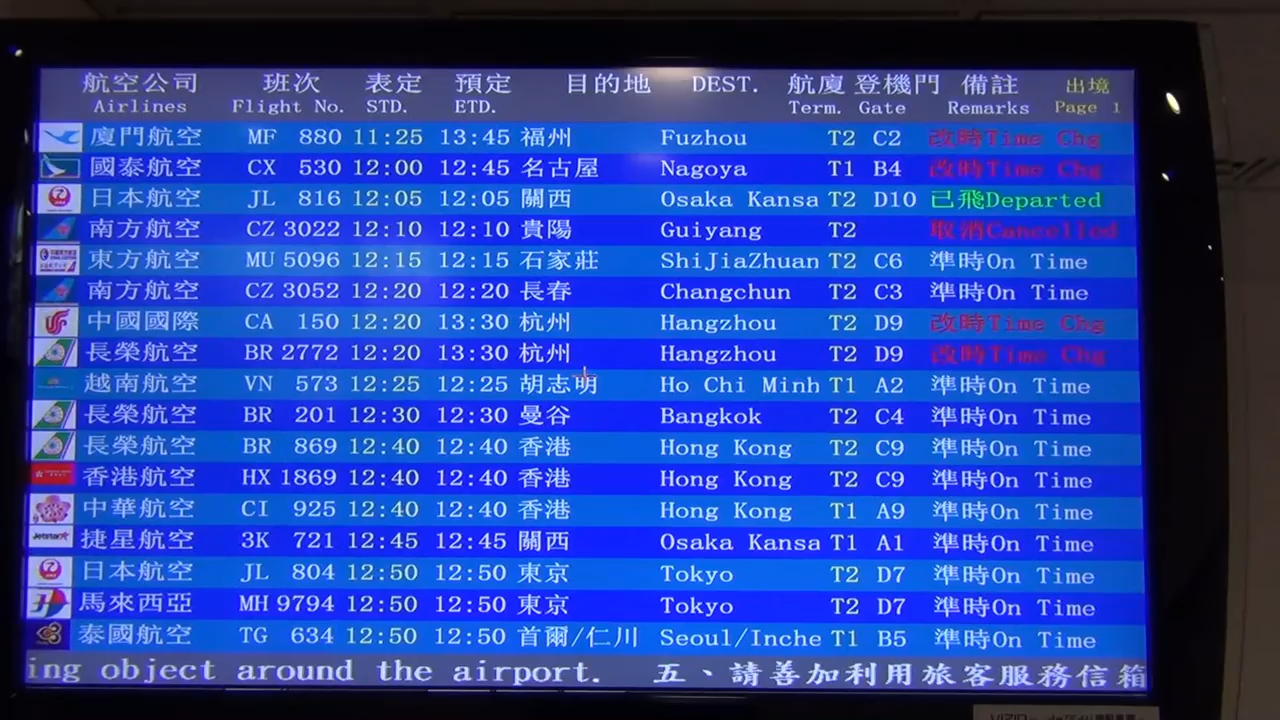 航空公司 班次 表定 預定 目的地 DEST. 航廈 登機門 備註 出境
Airlines Flight No. STD. ETD. Term. Gate Remarks Page 1
廈門航空 MF 880 11:25 13:45 福州 Fuzhou T2 C2 改時Time Chg
國泰航空 CX 530 12:00 12:45 名古屋 Nagoya T1 B4 改時Time Chg
日本航空 JL 816 12:05 12:05 關西 Osaka Kansa T2 D10 已飛Departed
南方航空 CZ 3022 12:10 12:10 貴陽 Guiyang T2 取消Cancelled
東方航空 MU 5096 12:15 12:15 石家莊 ShiJiaZhuan T2 C6 準時On Time
南方航空 CZ 3052 12:20 12:20 長春 Changchun T2 C3 準時On Time
中國國際 CA 150 12:20 13:30 杭州 Hangzhou T2 D9 改時Time Chg
長榮航空 BR 2772 12:20 13:30 杭州 Hangzhou T2 D9 改時Time Chg
越南航空 VN 573 12:25 12:25 胡志明 Ho Chi Minh T1 A2 準時On Time
長榮航空 BR 201 12:30 12:30 曼谷 Bangkok T2 C4 準時On Time
長榮航空 BR 869 12:40 12:40 香港 Hong Kong T2 C9 準時On Time
香港航空 HX 1869 12:40 12:40 香港 Hong Kong T2 C9 準時On Time
中華航空 CI 925 12:40 12:40 香港 Hong Kong T1 A9 準時On Time
Jetstar 捷星航空 3K 721 12:45 12:45 關西 Osaka Kansa T1 A1 準時On Time
日本航空 JL 804 12:50 12:50 東京 Tokyo T2 D7 準時On Time
馬來西亞 MH 9794 12:50 12:50 東京 Tokyo T2 D7 準時On Time
泰國航空 TG 634 12:50 12:50 首爾/仁川 Seoul/Inche T1 B5 準時On Time
ing object around the airport. 五、請善加利用旅客服務信箱